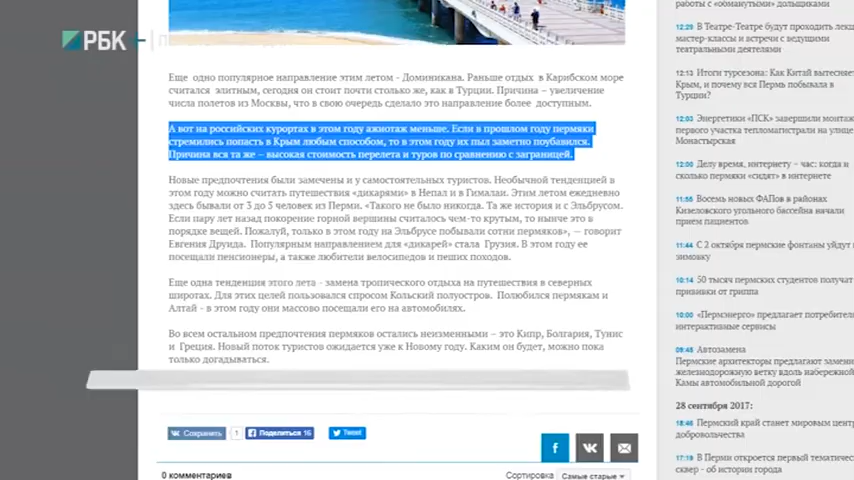 РБК+
Еще одно популярное направление этим летом - Доминикана. Раньше отдых в Карибском море
считался элитным, сегодня он стоит почти столько же, как в Турции. Причина – увеличение
числа полетов из Москвы, что в свою очередь сделало это направление более доступным.
А вот на российских курортах в этом году ажиотаж меньше. Если в прошлом году пермяки
стремились попасть в Крым любым способом, то в этом году их пыл заметно поубавился.
Причина вся та же – высокая стоимость перелета и туров по сравнению с заграницей.
Новые предпочтения были замечены и у самостоятельных туристов. Необычной тенденцией в
этом году можно считать путешествия «дикарями» в Непал и в Гималаи. Этим летом ежедневно
здесь бывали от 3 до 5 человек из Перми. «Такого не было никогда. Та же история и с Эльбрусом.
Если пару лет назад покорение горной вершины считалось чем-то крутым, то нынче это в
порядке вещей. Пожалуй, только в этом году на Эльбрусе побывали сотни пермяков», – говорит
Евгения Друида. Популярным направлением для «дикарей» стала Грузия. В этом году ее
посещали пенсионеры, а также любители велосипедов и пеших походов.
Еще одна тенденция этого лета - замена тропического отдыха на путешествия в северных
широтах. Для этих целей пользовался спросом Кольский полуостров. Полюбился пермякам и
Алтай - в этом году они массово посещали его на автомобилях.
Во всем остальном предпочтения пермяков остались неизменными – это Кипр, Болгария, Тунис
и Греция. Новый поток туристов ожидается уже к Новому году. Каким он будет, можно пока
только догадываться.
Сохранить 1 Поделиться 16 Tweet
0 комментариев
Сортировка Самые старые
работы с «обманутыми» дольщиками
12:29 В Театре-Театре будут проходить лекц
мастер-классы и встречи с ведущими
театральными деятелями
12:13 Итоги турсезона: Как Китай вытесняе
Крым, и почему вся Пермь побывала в
Турции?
12:03 Энергетики «ПСК» завершили монтаж
первого участка тепломагистрали на улице
Монастырская
12:00 Делу время, интернету – час: когда и
сколько пермяки «сидят» в интернете
11:55 Восемь новых ФАПов в районах
Кизеловского угольного бассейна начали
прием пациентов
11:44 С 2 октября пермские фонтаны уйдут н
зимовку
10:14 50 тысяч пермских студентов получат
прививки от гриппа
10:00 «Пермэнерго» предлагает потребителя
интерактивные сервисы
09:45 Автозамена
Пермские архитекторы предлагают замени
железнодорожную ветку вдоль набережной
Камы автомобильной дорогой
28 сентября 2017:
18:46 Пермский край станет мировым центр
добровольчества
17:19 В Перми откроется первый тематическ
сквер - об истории города